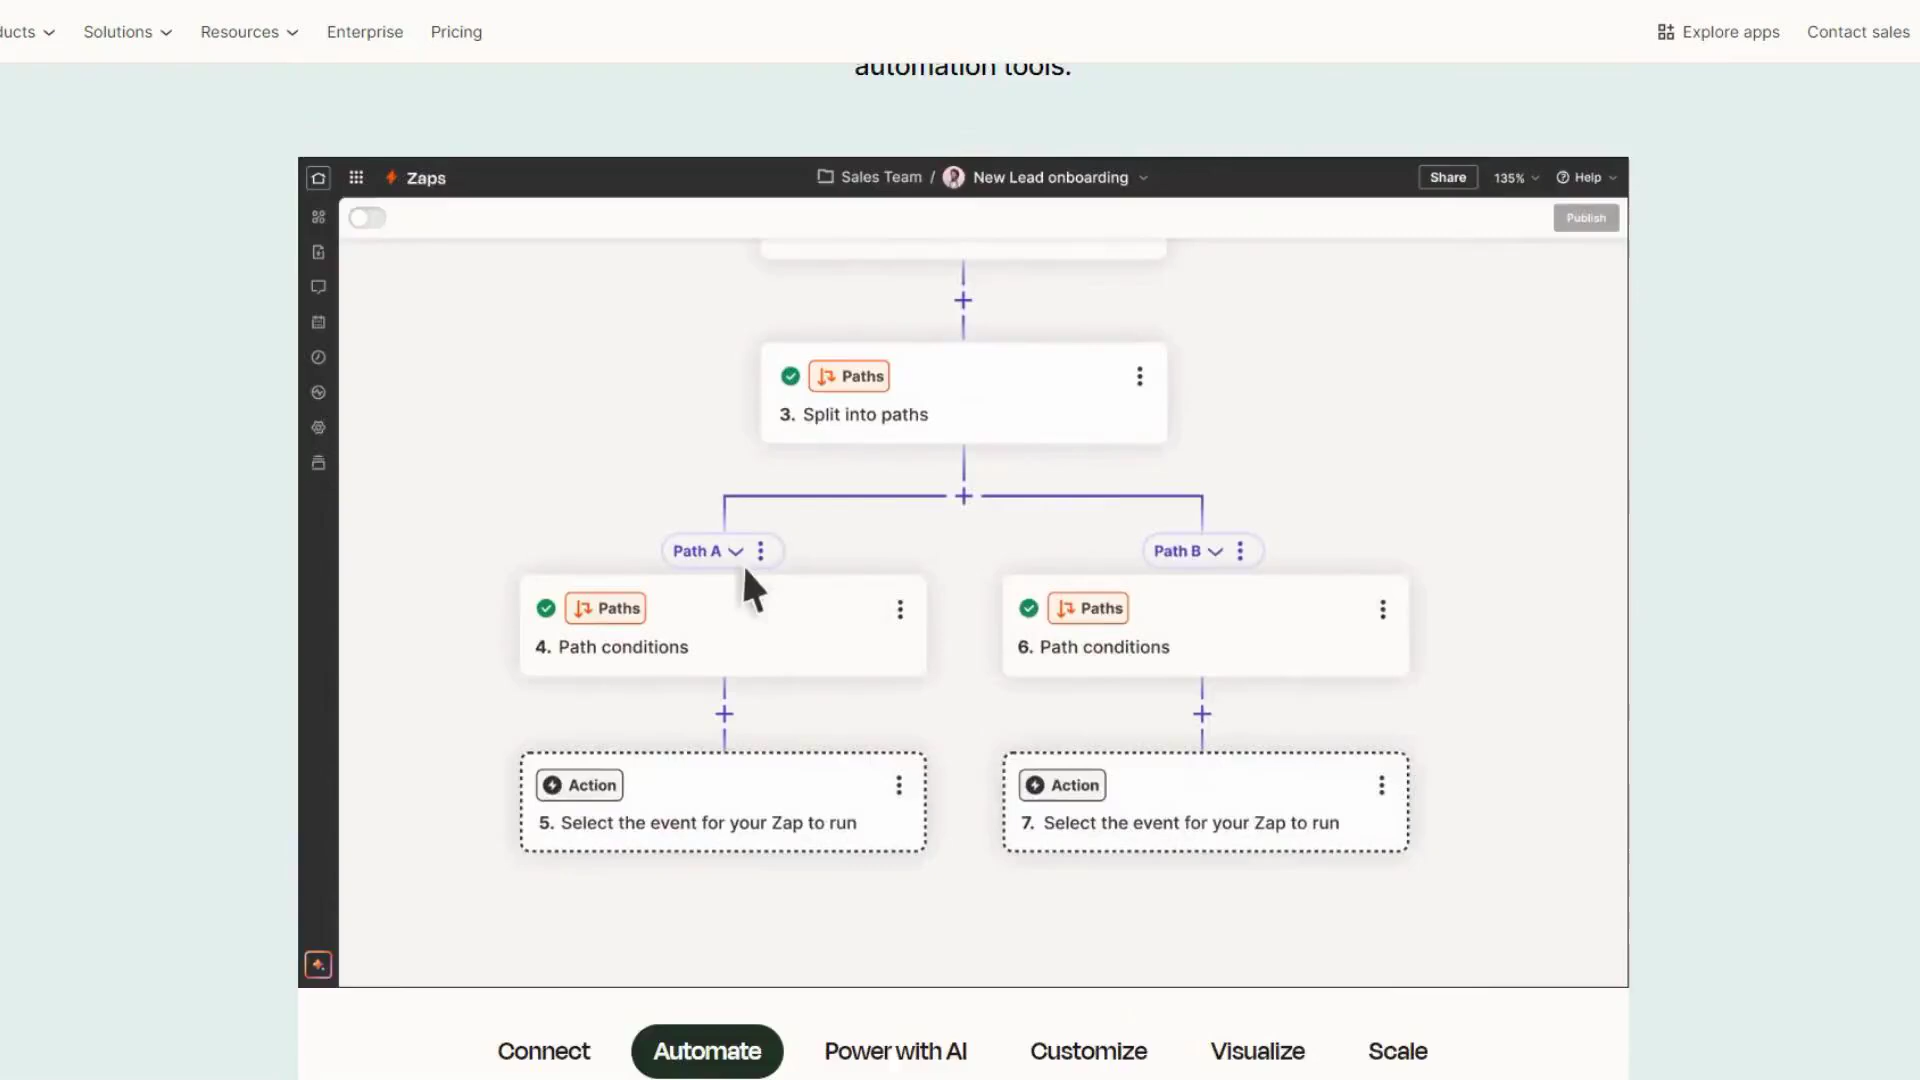 ducts
Solutions
Resources
Enterprise
Pricing
Explore apps
Contact sales
automation tools.
Zaps
Sales Team / New Lead onboarding
Share
135%
Help
Publish
Paths
3. Split into paths
Path A
Path B
Paths
4. Path conditions
Paths
6. Path conditions
Action
5. Select the event for your Zap to run
Action
7. Select the event for your Zap to run
Connect
Automate
Power with AI
Customize
Visualize
Scale